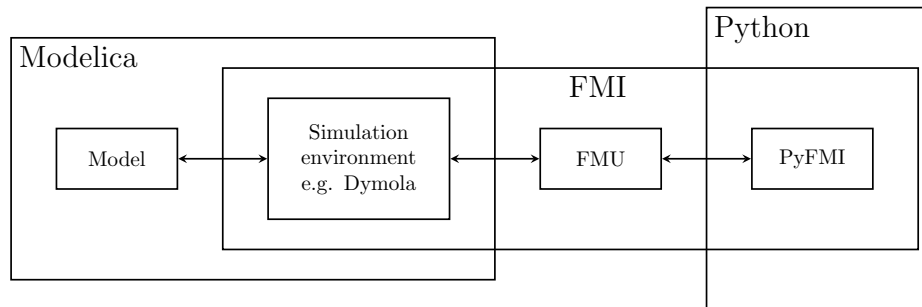 Python
Modelica
FMI
Model
Simulation
environment
e.g. Dymola
FMU
PyFMI